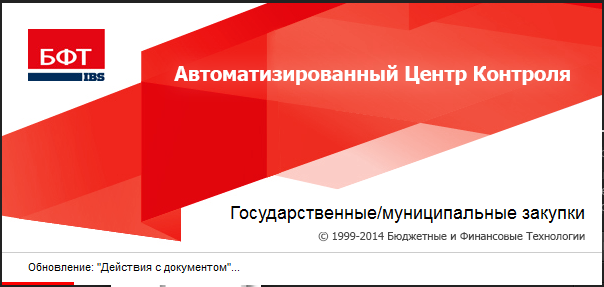 БФТ
IBS
Автоматизированный Центр Контроля
Государственные/муниципальные закупки
© 1999-2014 Бюджетные и Финансовые Технологии
Обновление: "Действия с документом"...